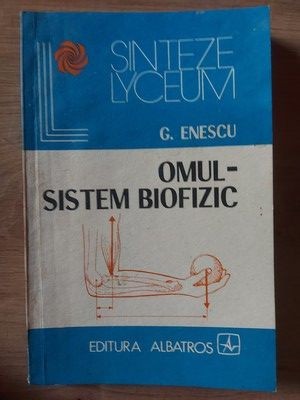 SINTEZE
LYCEUM
G. ENESCU
OMUL-
SISTEM BIOFIZIC
EDITURA ALBATROS